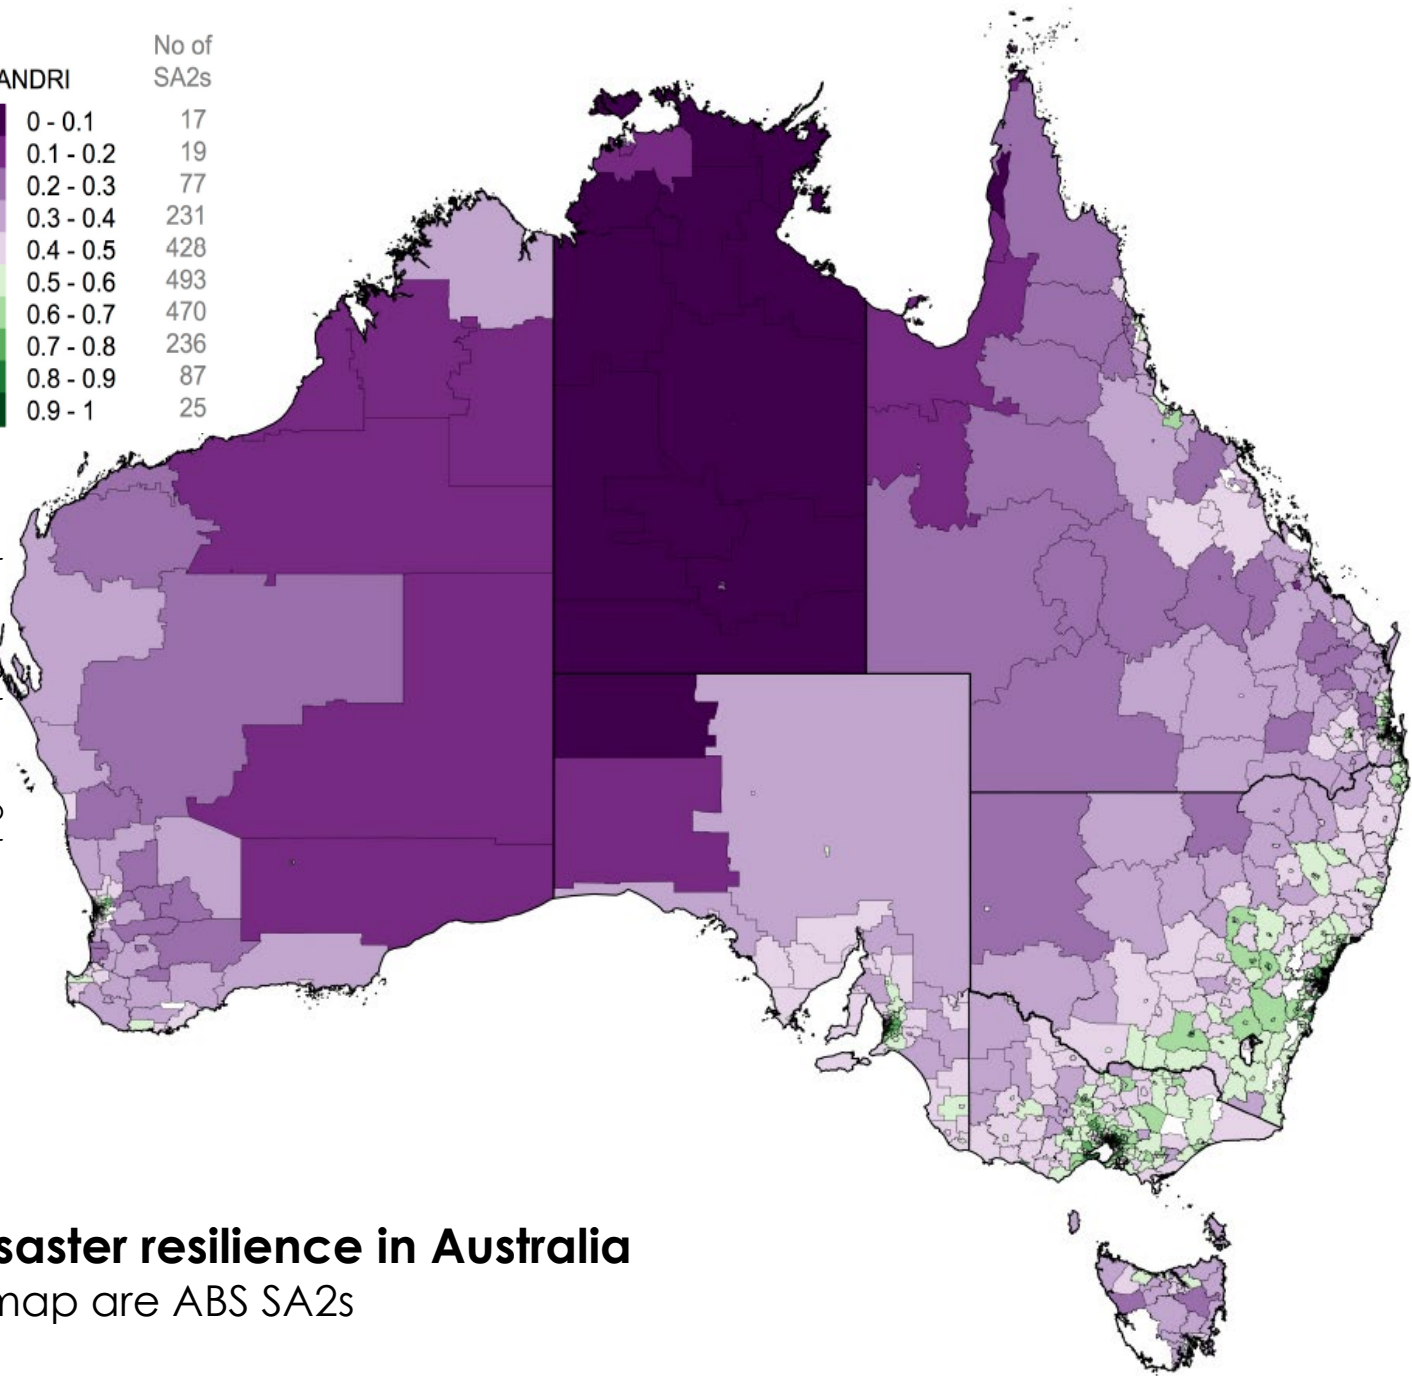 No of
ANDRI SA2s
0 - 0.1 17
0.1 - 0.2 19
0.2 - 0.3 77
0.3 - 0.4 231
0.4 - 0.5 428
0.5 - 0.6 493
0.6 - 0.7 470
0.7 - 0.8 236
0.8 - 0.9 87
0.9 - 1 25
saster resilience in Australia
map are ABS SA2s